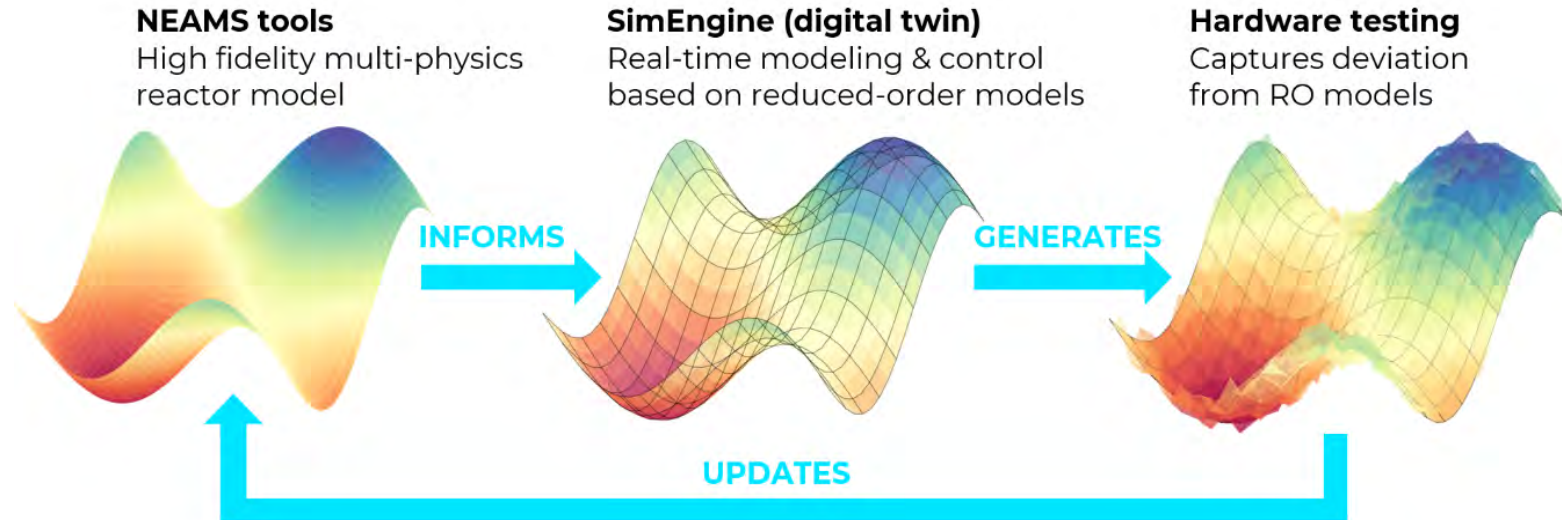 NEAMS tools
High fidelity multi-physics
reactor model
SimEngine (digital twin)
Real-time modeling & control
based on reduced-order models
Hardware testing
Captures deviation
from RO models
INFORMS
GENERATES
UPDATES